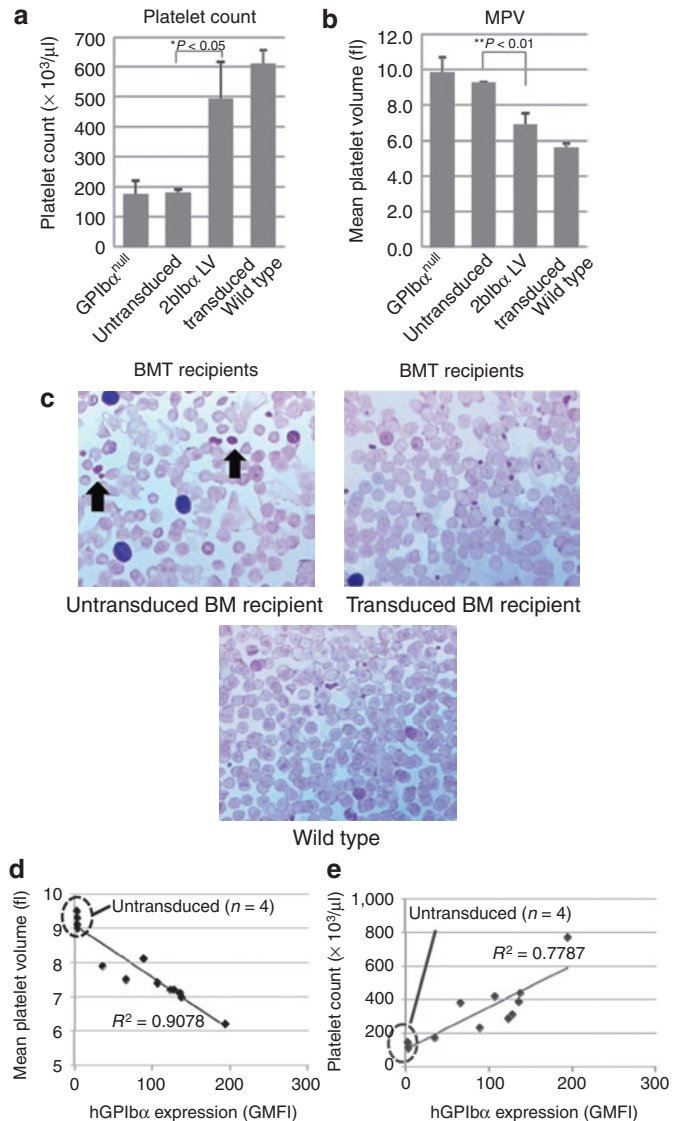 a
Platelet count
Platelet count (× 10³/µl)
700
600
500
400
300
200
100
0
*P < 0.05
GPIbα^null
Untransduced
2bIbα LV
transduced
Wild type
BMT recipients
b
MPV
Mean platelet volume (fl)
12.0
10.0
8.0
6.0
4.0
2.0
0.0
**P < 0.01
GPIbα^null
Untransduced
2bIbα LV
transduced
Wild type
BMT recipients
c
Untransduced BM recipient
Transduced BM recipient
Wild type
d
Mean platelet volume (fl)
10
9
8
7
6
5
Untransduced (n = 4)
R² = 0.9078
0
100
200
300
hGPIbα expression (GMFI)
e
Platelet count (× 10³/µl)
1,000
800
600
400
200
0
Untransduced (n = 4)
R² = 0.7787
0
100
200
300
hGPIbα expression (GMFI)